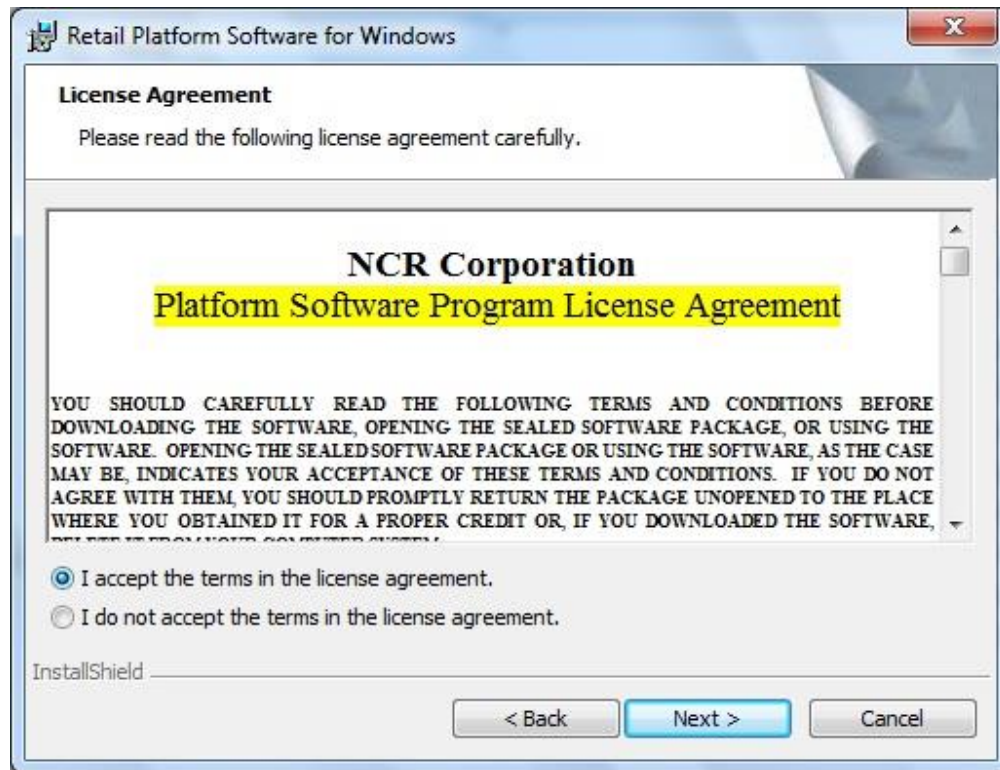 Retail Platform Software for Windows
License Agreement
Please read the following license agreement carefully.
NCR Corporation
Platform Software Program License Agreement
YOU SHOULD CAREFULLY READ THE FOLLOWING TERMS AND CONDITIONS BEFORE
DOWNLOADING THE SOFTWARE, OPENING THE SEALED SOFTWARE PACKAGE, OR USING THE
SOFTWARE. OPENING THE SEALED SOFTWARE PACKAGE OR USING THE SOFTWARE, AS THE CASE
MAY BE, INDICATES YOUR ACCEPTANCE OF THESE TERMS AND CONDITIONS. IF YOU DO NOT
AGREE WITH THEM, YOU SHOULD PROMPTLY RETURN THE PACKAGE UNOPENED TO THE PLACE
WHERE YOU OBTAINED IT FOR A PROPER CREDIT OR, IF YOU DOWNLOADED THE SOFTWARE,
I accept the terms in the license agreement.
I do not accept the terms in the license agreement.
InstallShield
< Back Next > Cancel